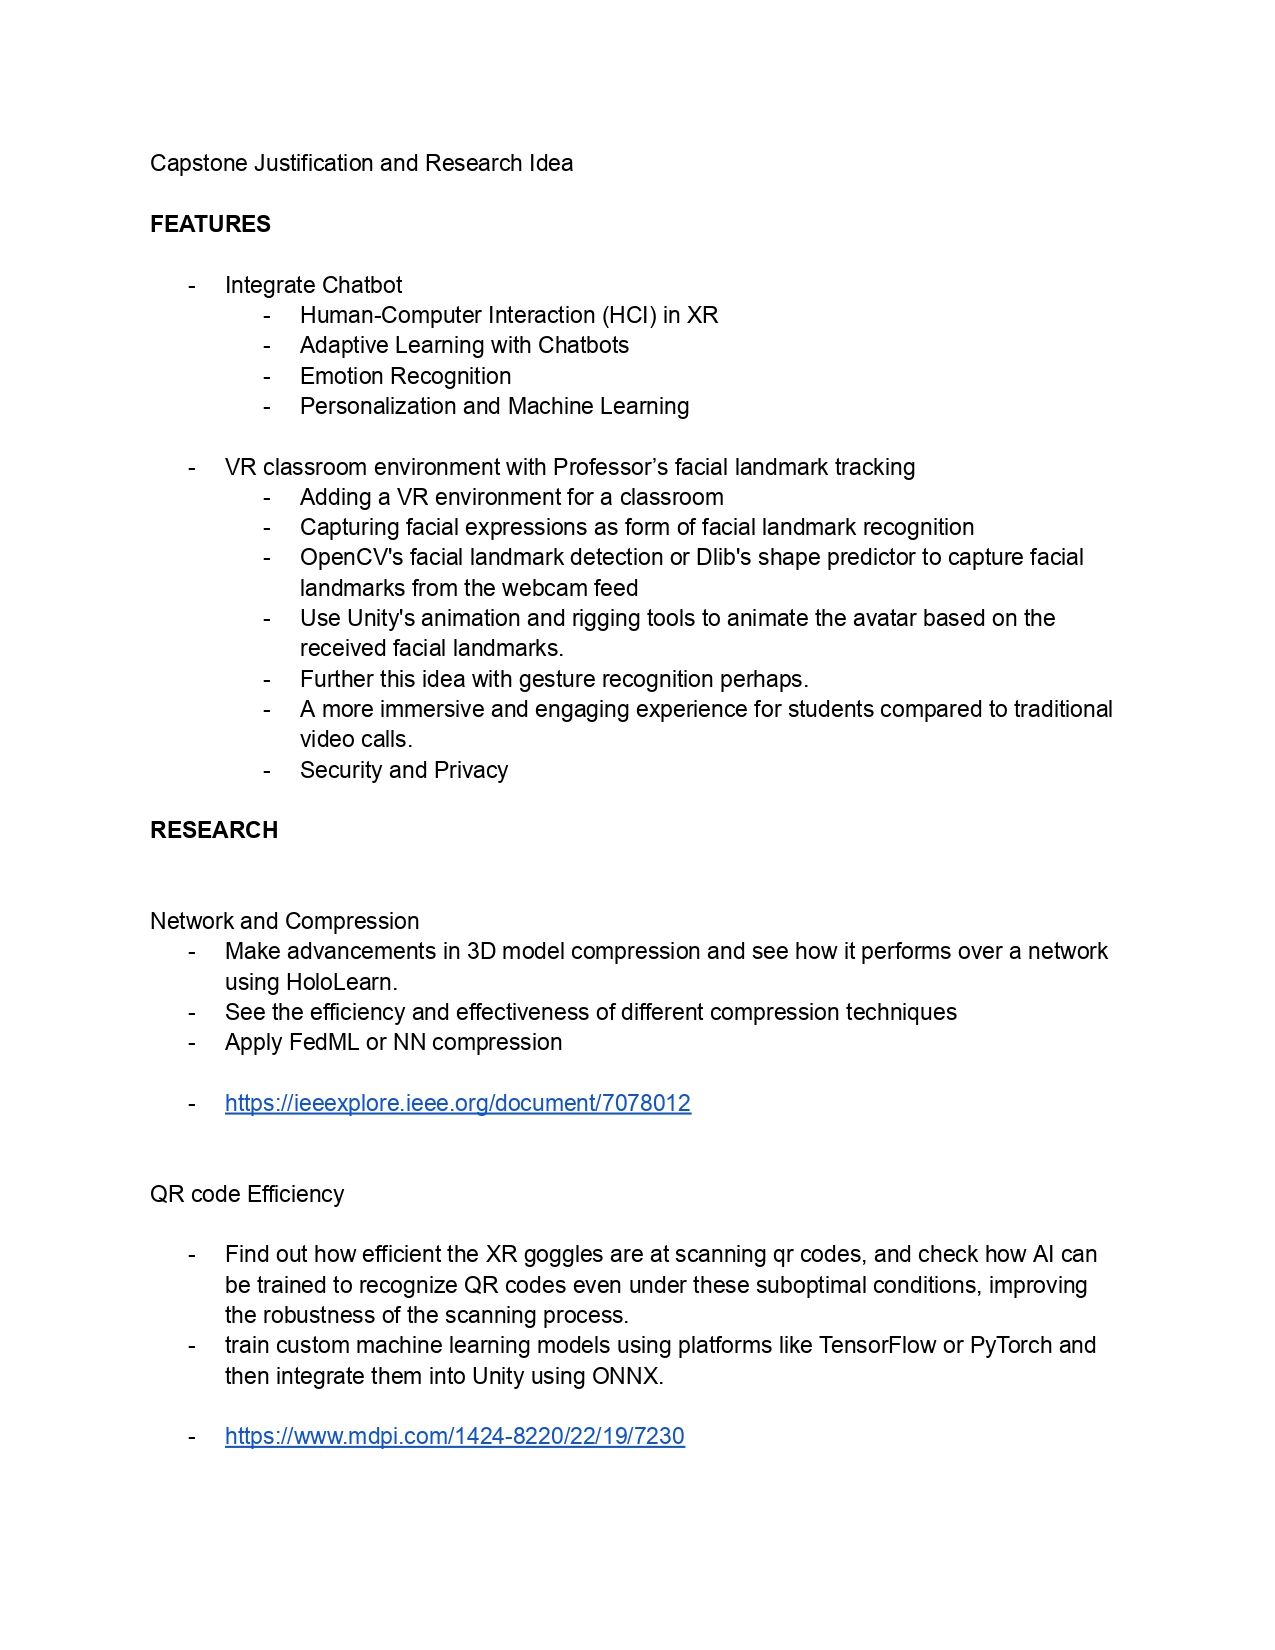 Capstone Justification and Research Idea
FEATURES
- Integrate Chatbot
- Human-Computer Interaction (HCI) in XR
- Adaptive Learning with Chatbots
- Emotion Recognition
- Personalization and Machine Learning
- VR classroom environment with Professor’s facial landmark tracking
- Adding a VR environment for a classroom
- Capturing facial expressions as form of facial landmark recognition
- OpenCV's facial landmark detection or Dlib's shape predictor to capture facial
landmarks from the webcam feed
- Use Unity's animation and rigging tools to animate the avatar based on the
received facial landmarks.
- Further this idea with gesture recognition perhaps.
- A more immersive and engaging experience for students compared to traditional
video calls.
- Security and Privacy
RESEARCH
Network and Compression
- Make advancements in 3D model compression and see how it performs over a network
using HoloLearn.
- See the efficiency and effectiveness of different compression techniques
- Apply FedML or NN compression
- https://ieeexplore.ieee.org/document/7078012
QR code Efficiency
- Find out how efficient the XR goggles are at scanning qr codes, and check how AI can
be trained to recognize QR codes even under these suboptimal conditions, improving
the robustness of the scanning process.
- train custom machine learning models using platforms like TensorFlow or PyTorch and
then integrate them into Unity using ONNX.
- https://www.mdpi.com/1424-8220/22/19/7230